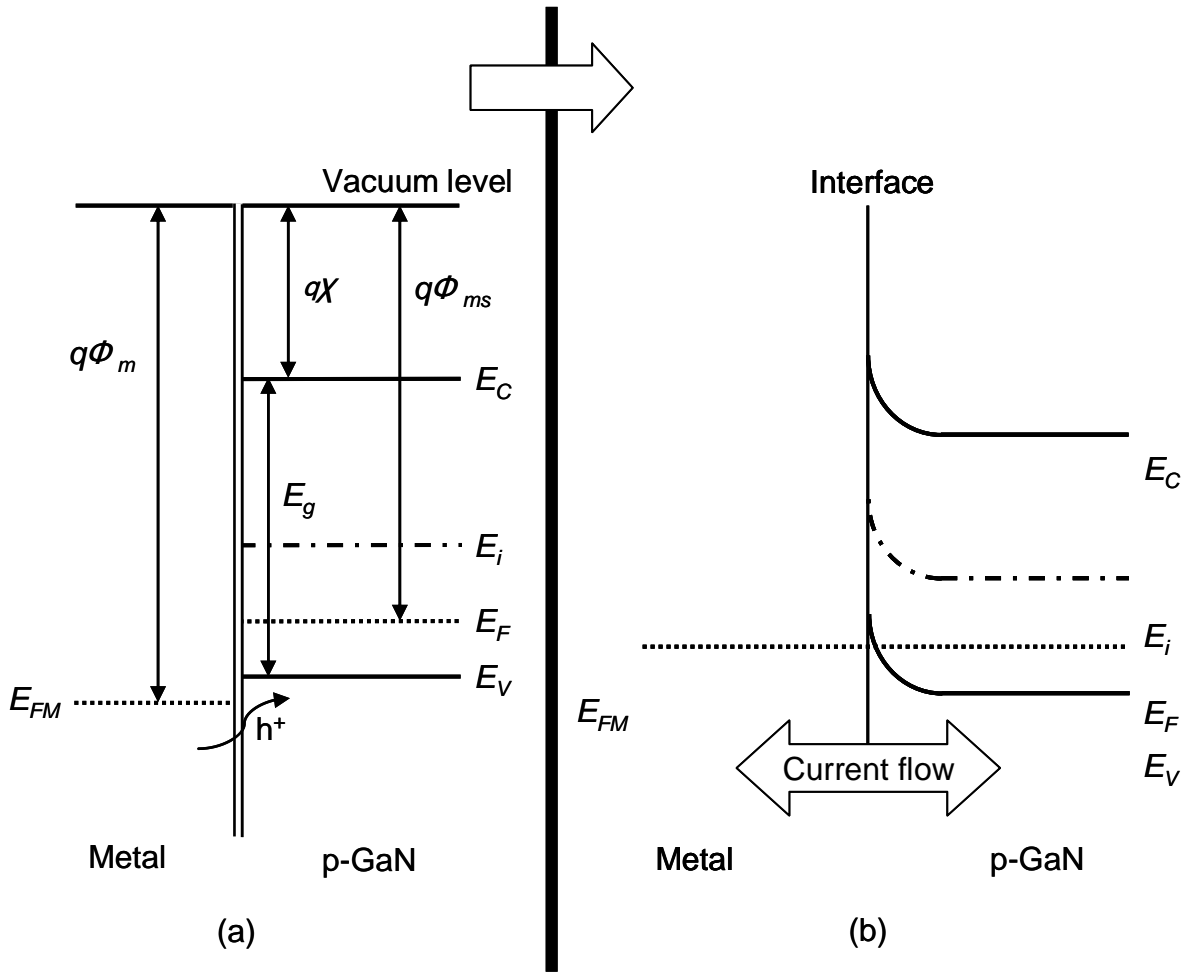 Vacuum level
qχ
qΦms
qΦm
EC
Eg
Ei
EF
EV
EFM
h+
Metal
p-GaN
(a)
Interface
EC
Ei
EFM
EF
EV
Current flow
Metal
p-GaN
(b)